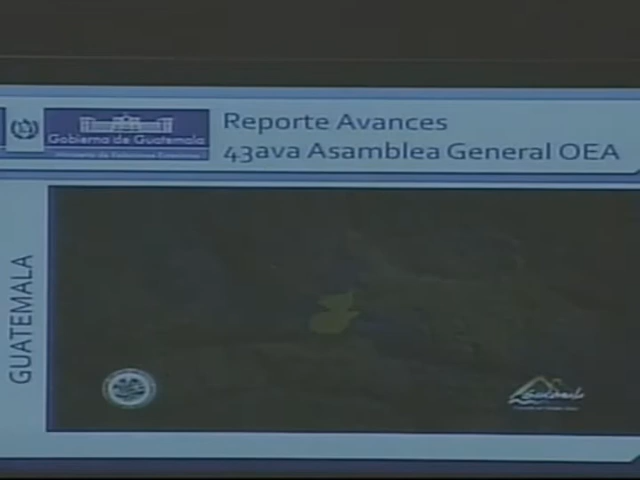 Gobierno de Guatemala
Reporte Avances
43ava Asamblea General OEA
GUATEMALA